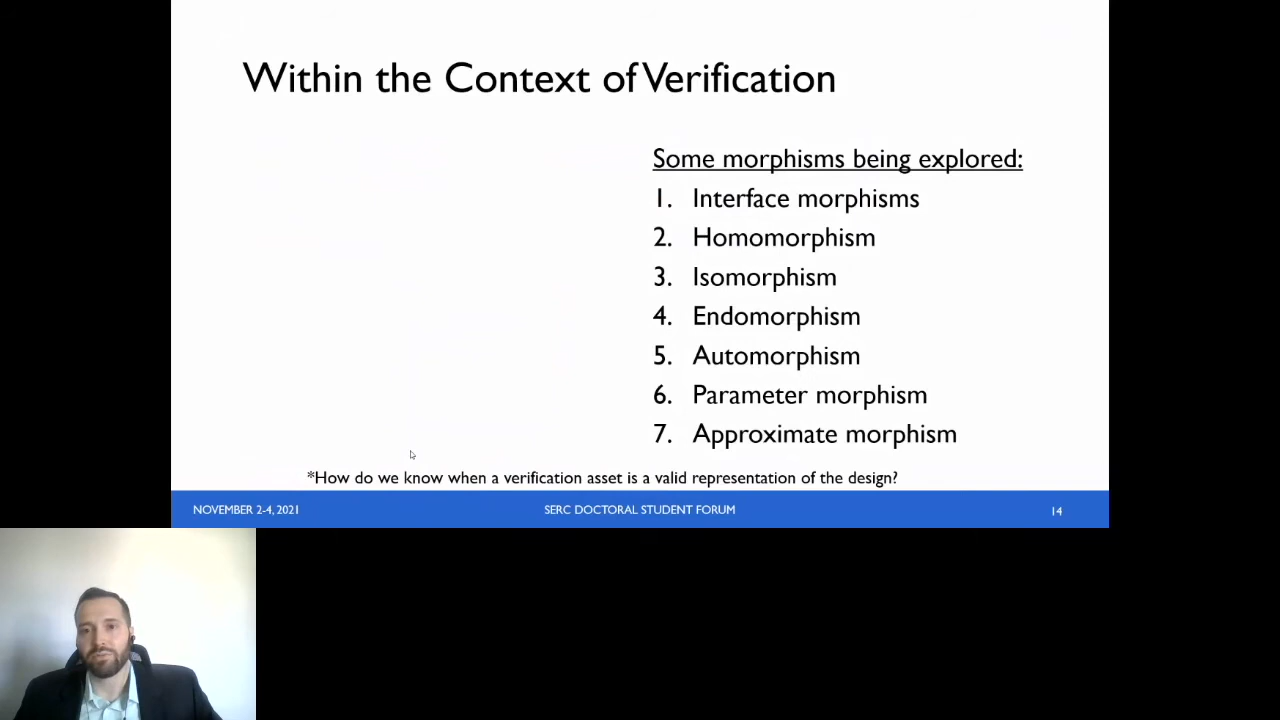 Within the Context of Verification
Some morphisms being explored:
1. Interface morphisms
2. Homomorphism
3. Isomorphism
4. Endomorphism
5. Automorphism
6. Parameter morphism
7. Approximate morphism
*How do we know when a verification asset is a valid representation of the design?
NOVEMBER 2-4, 2021
SERC DOCTORAL STUDENT FORUM
14